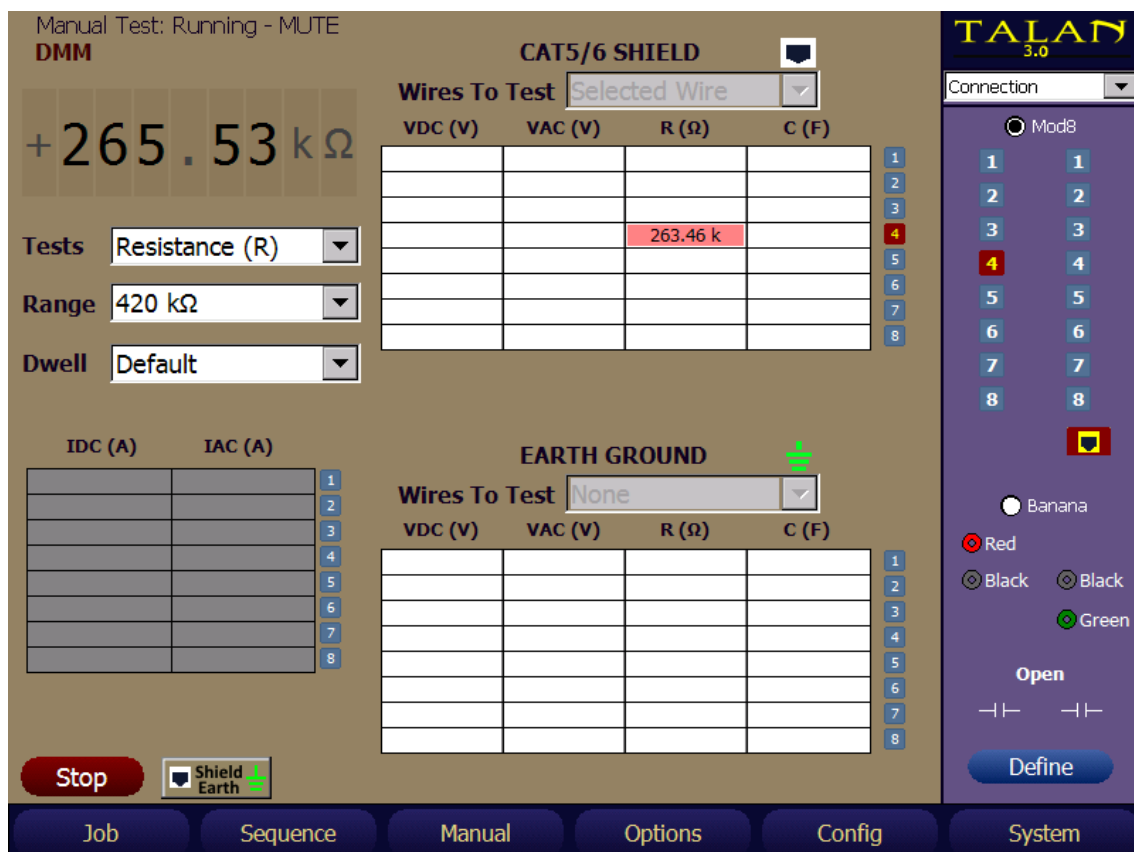 Manual Test: Running - MUTE
DMM
+265.53 kΩ
Tests Resistance (R)
Range 420 kΩ
Dwell Default
CAT5/6 SHIELD
Wires To Test Selected Wire
VDC (V) VAC (V) R (Ω) C (F)
1
2
3
263.46 k 4
5
6
7
8
IDC (A) IAC (A)
1
2
3
4
5
6
7
8
EARTH GROUND
Wires To Test None
VDC (V) VAC (V) R (Ω) C (F)
1
2
3
4
5
6
7
8
Stop
Shield
Earth
TALAN
3.0
Connection
Mod8
1 1
2 2
3 3
4 4
5 5
6 6
7 7
8 8
Banana
Red
Black Black
Green
Open
Define
Job Sequence Manual Options Config System